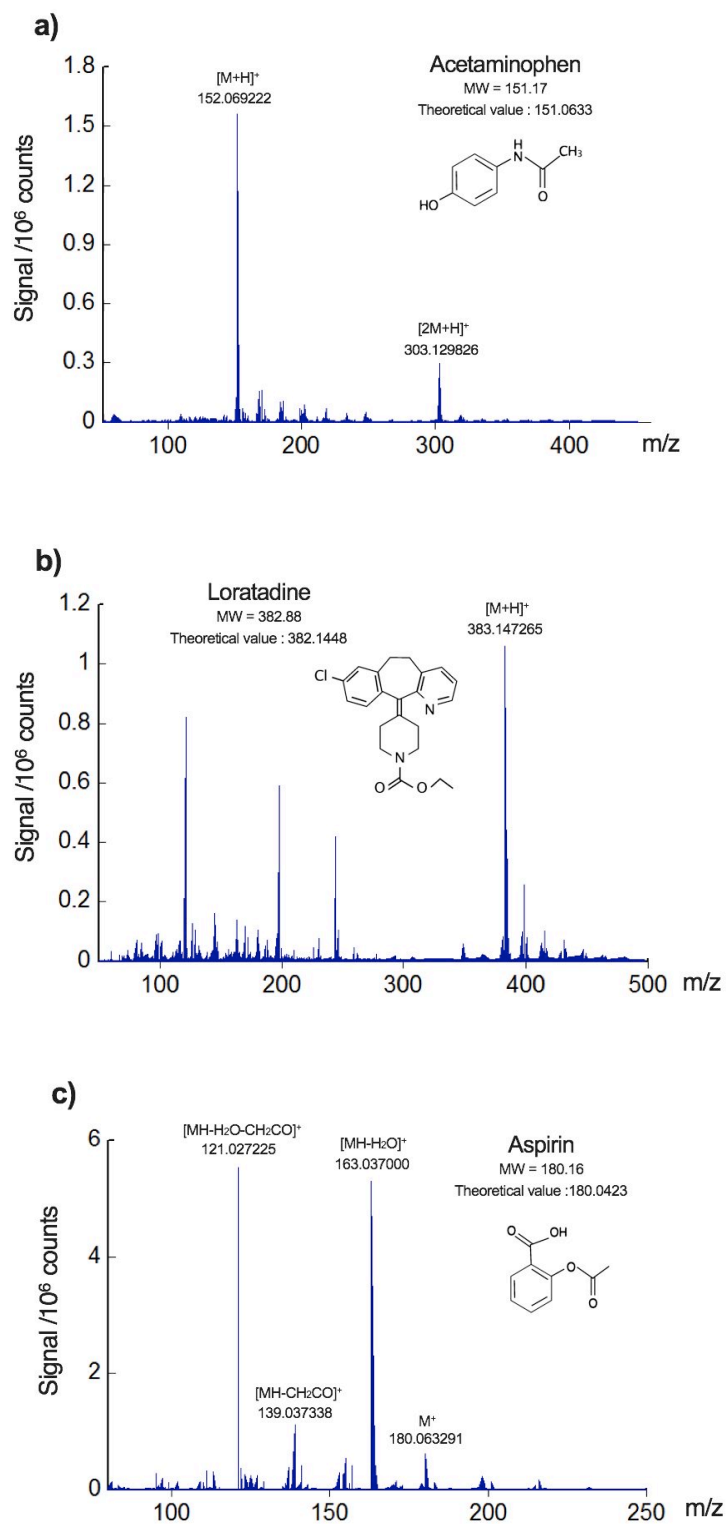 a)
Acetaminophen
MW = 151.17
Theoretical value : 151.0633
[M+H]⁺
152.069222
[2M+H]⁺
303.129826
H
N
CH₃
O
HO
Signal /10⁶ counts
1.8
1.5
1.2
0.9
0.6
0.3
0
100 200 300 400 m/z
b)
Loratadine
MW = 382.88
Theoretical value : 382.1448
[M+H]⁺
383.147265
Cl
N
N
O
O
Signal /10⁶ counts
1.2
1
0.8
0.6
0.4
0.2
0
100 200 300 400 500 m/z
c)
[MH-H₂O-CH₂CO]⁺
121.027225
[MH-H₂O]⁺
163.037000
Aspirin
MW = 180.16
Theoretical value :180.0423
[MH-CH₂CO]⁺
139.037338
M⁺
180.063291
O
OH
O
O
Signal /10⁶ counts
6
4
2
0
100 150 200 250 m/z